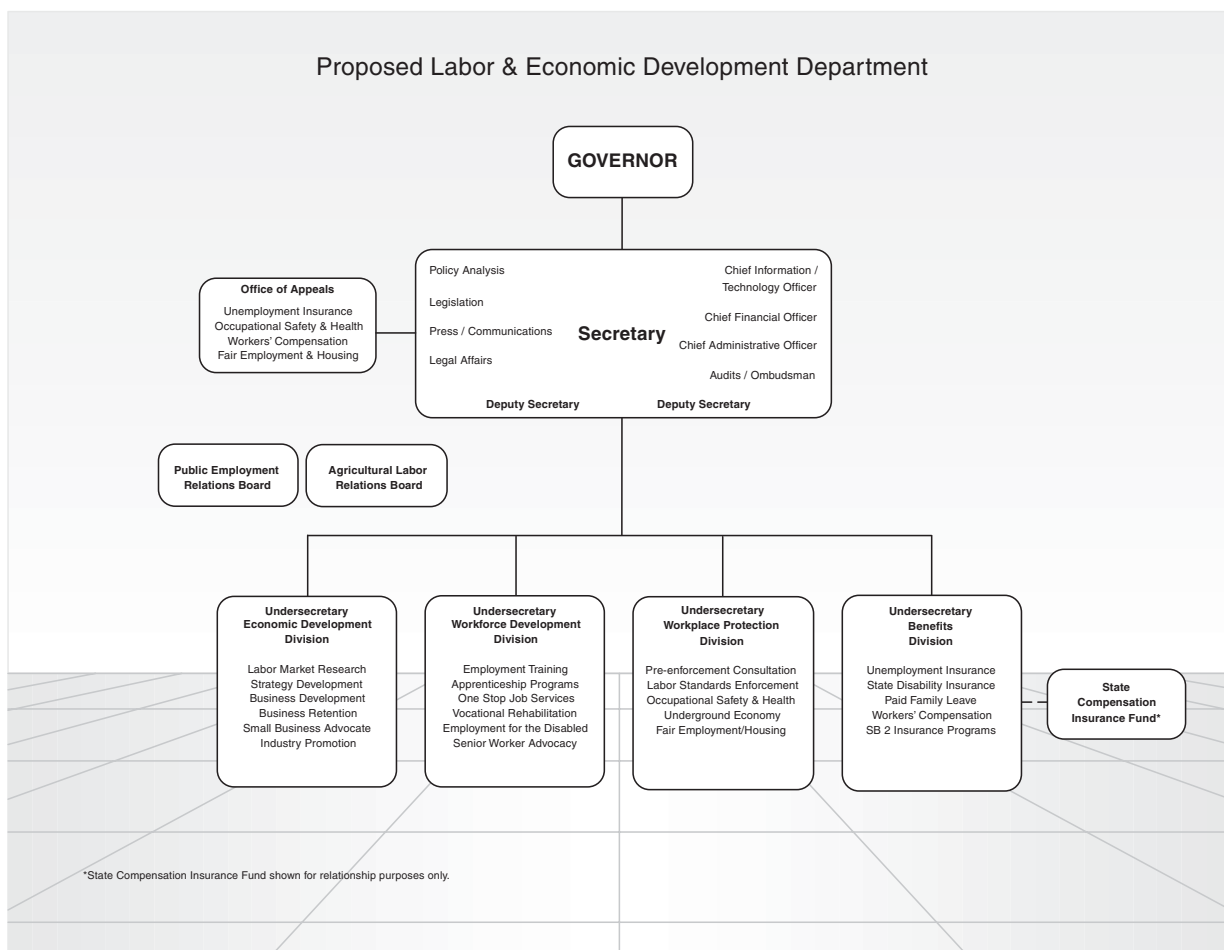 Proposed Labor & Economic Development Department
GOVERNOR
Office of Appeals
Unemployment Insurance
Occupational Safety & Health
Workers' Compensation
Fair Employment & Housing
Policy Analysis
Legislation
Press / Communications
Legal Affairs
Secretary
Chief Information /
Technology Officer
Chief Financial Officer
Chief Administrative Officer
Audits / Ombudsman
Deputy Secretary
Deputy Secretary
Public Employment
Relations Board
Agricultural Labor
Relations Board
Undersecretary
Economic Development
Division
Labor Market Research
Strategy Development
Business Development
Business Retention
Small Business Advocate
Industry Promotion
Undersecretary
Workforce Development
Division
Employment Training
Apprenticeship Programs
One Stop Job Services
Vocational Rehabilitation
Employment for the Disabled
Senior Worker Advocacy
Undersecretary
Workplace Protection
Division
Pre-enforcement Consultation
Labor Standards Enforcement
Occupational Safety & Health
Underground Economy
Fair Employment/Housing
Undersecretary
Benefits
Division
Unemployment Insurance
State Disability Insurance
Paid Family Leave
Workers' Compensation
SB 2 Insurance Programs
State
Compensation
Insurance Fund*
*State Compensation Insurance Fund shown for relationship purposes only.